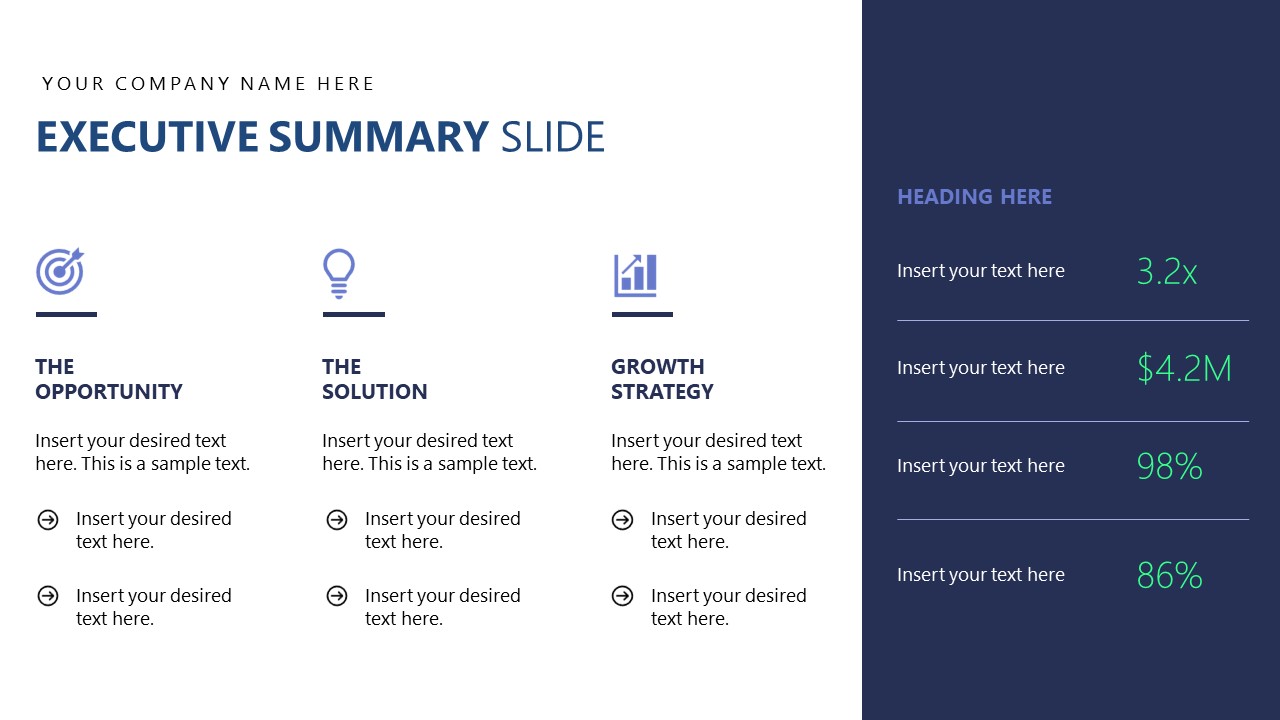 YOUR COMPANY NAME HERE
EXECUTIVE SUMMARY SLIDE
THE
OPPORTUNITY
Insert your desired text
here. This is a sample text.
Insert your desired
text here.
Insert your desired
text here.
THE
SOLUTION
Insert your desired text
here. This is a sample text.
Insert your desired
text here.
Insert your desired
text here.
GROWTH
STRATEGY
Insert your desired text
here. This is a sample text.
Insert your desired
text here.
Insert your desired
text here.
HEADING HERE
Insert your text here 3.2x
Insert your text here $4.2M
Insert your text here 98%
Insert your text here 86%